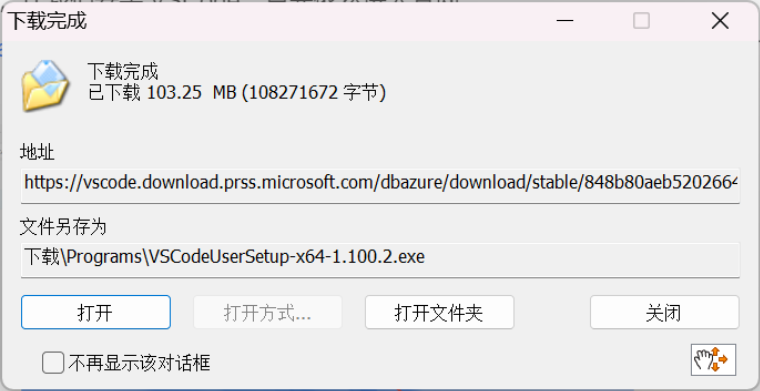 下载完成
下载完成
已下载 103.25 MB (108271672 字节)
地址
https://vscode.download.prss.microsoft.com/dbazure/download/stable/848b80aeb5202664
文件另存为
下载\Programs\VSCodeUserSetup-x64-1.100.2.exe
打开 打开方式... 打开文件夹 关闭
不再显示该对话框